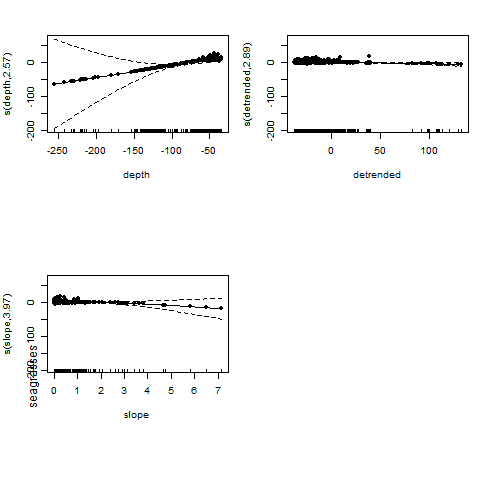 s(depth,2.57)
0
-100
-200
-250 -200 -150 -100 -50
depth
s(detrended,2.89)
0
-100
-200
0 50 100
detrended
s(slope,3.97)
0
-100
-200
0 1 2 3 4 5 6 7
slope
seagrasses